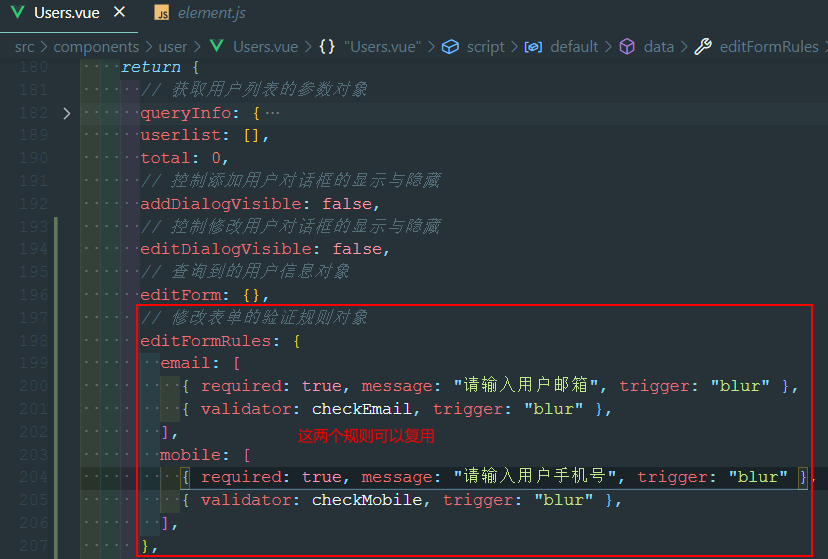 Users.vue × JS element.js
src > components > user > Users.vue > {} "Users.vue" > script > default > data > editFormRules >
180 return {
181 // 获取用户列表的参数对象
182 > queryInfo: { ···
189 userlist: [],
190 total: 0,
191 // 控制添加用户对话框的显示与隐藏
192 addDialogVisible: false,
193 // 控制修改用户对话框的显示与隐藏
194 editDialogVisible: false,
195 // 查询到的用户信息对象
196 editForm: {},
197 // 修改表单的验证规则对象
198 editFormRules: {
199 email: [
200 { required: true, message: "请输入用户邮箱", trigger: "blur" },
201 { validator: checkEmail, trigger: "blur" },
202 ],
这两个规则可以复用
203 mobile: [
204 { required: true, message: "请输入用户手机号", trigger: "blur" },
205 { validator: checkMobile, trigger: "blur" },
206 ],
207 },